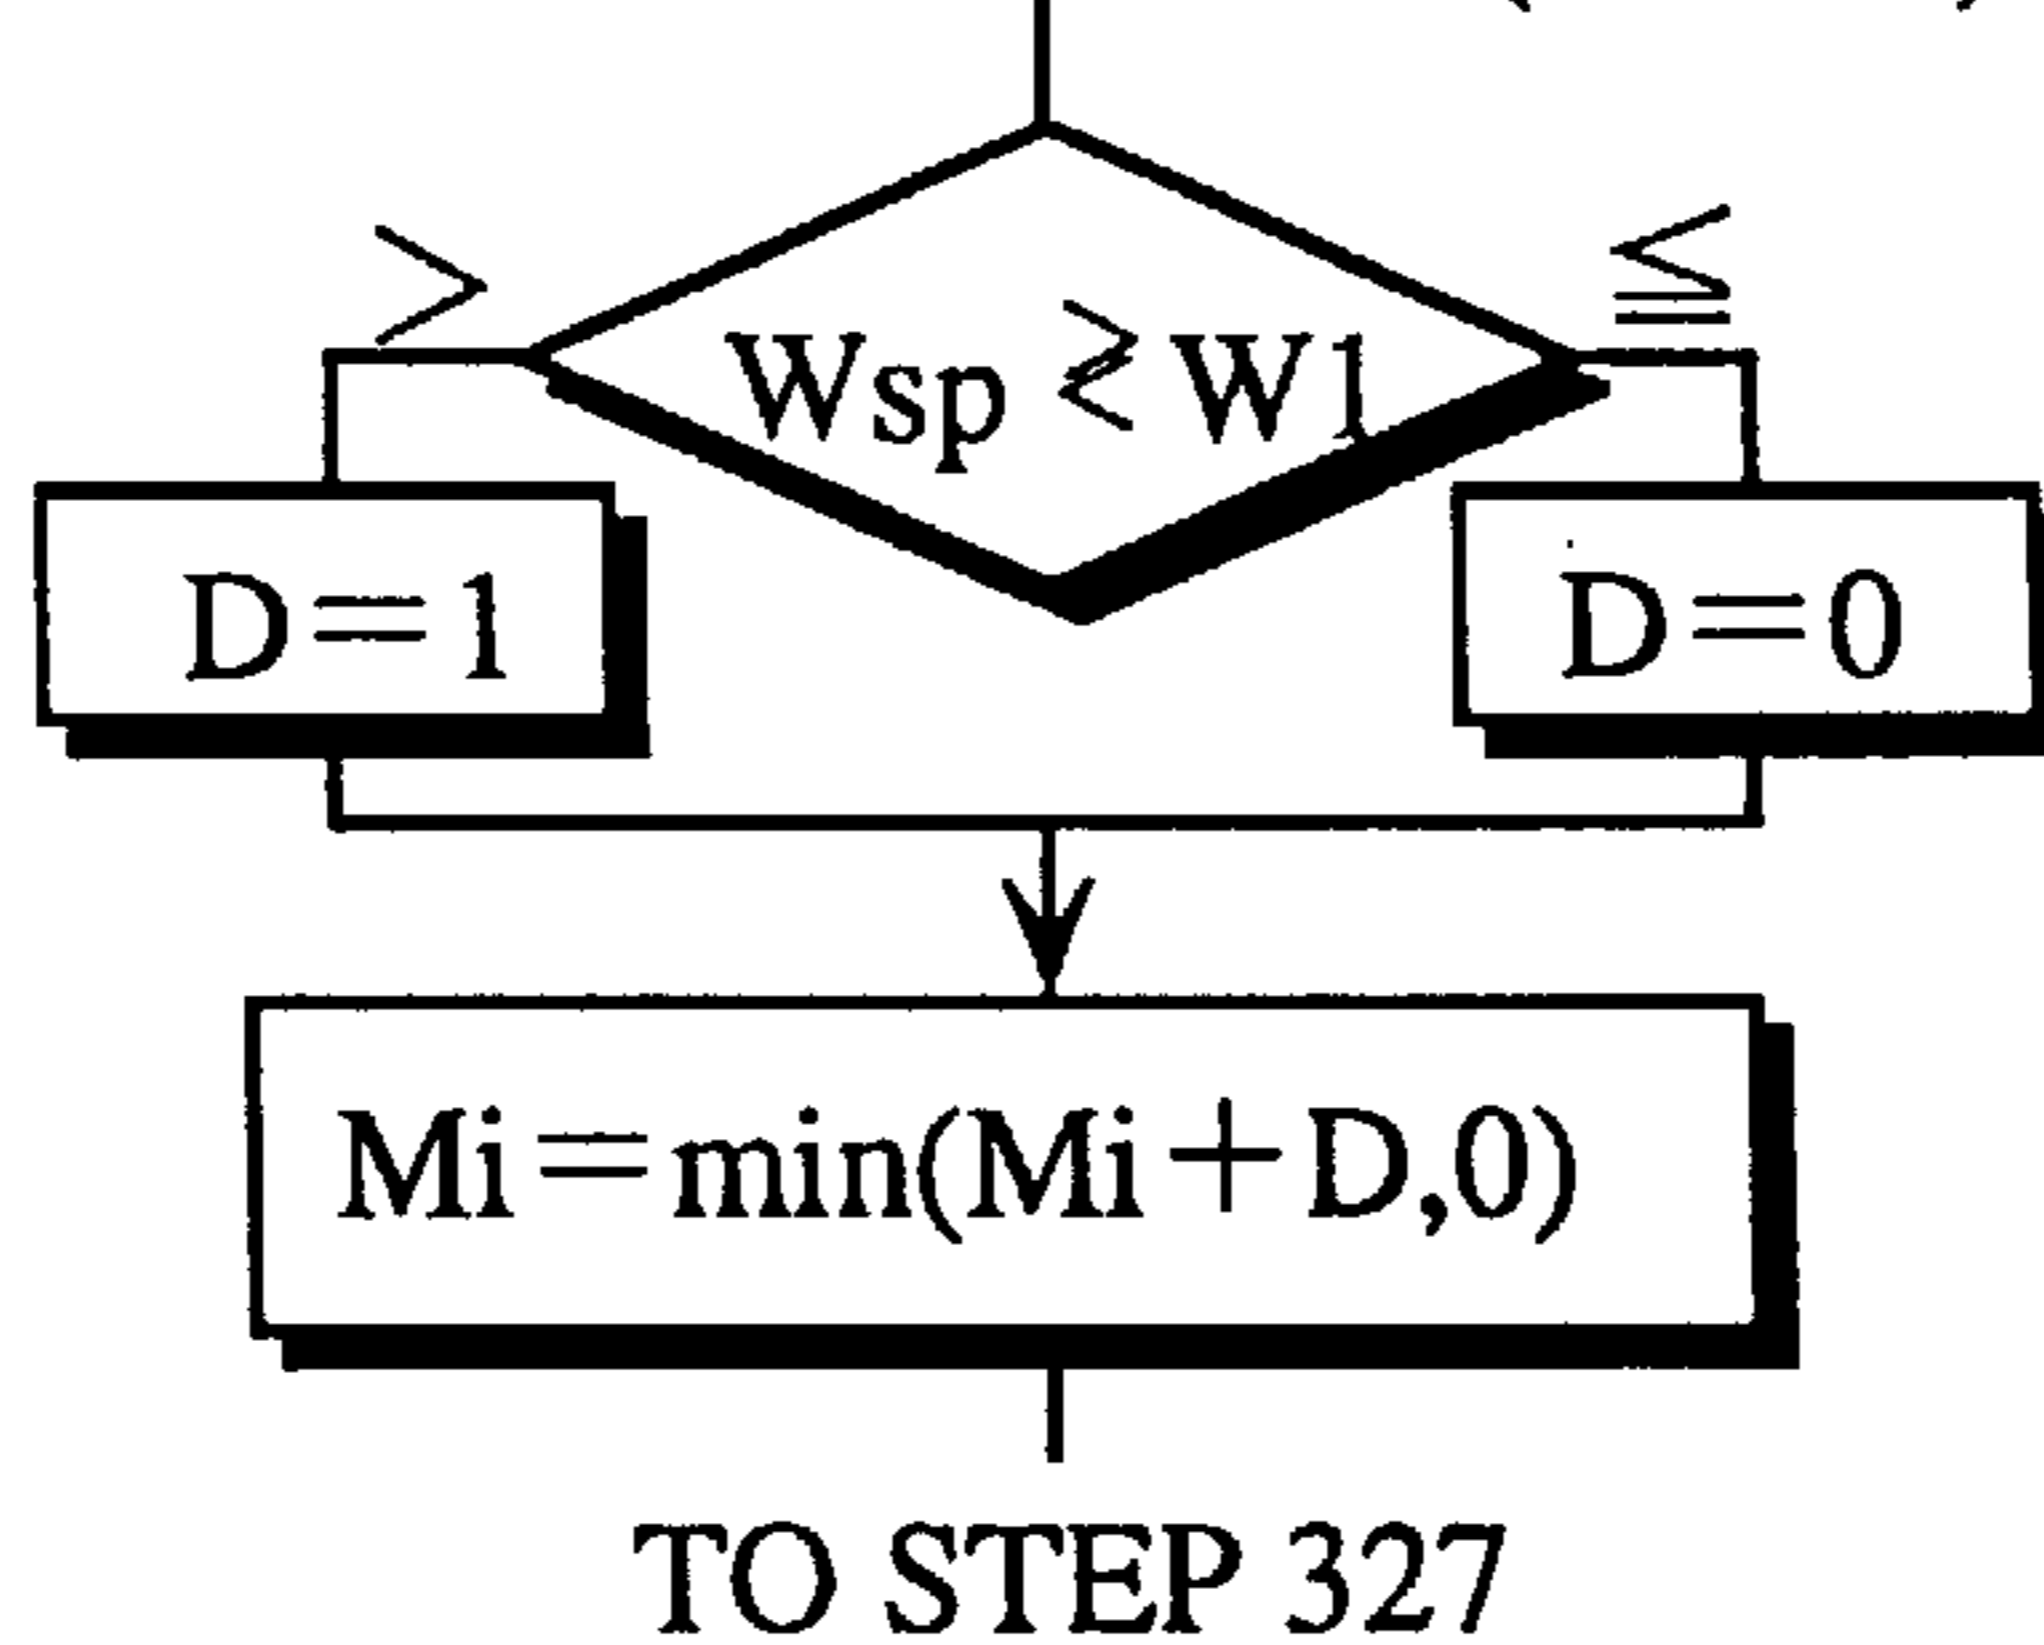 > ≦
Wsp ≷ W1
D=1 D=0
Mi=min(Mi+D,0)
TO STEP 327